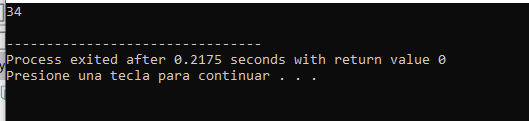 34
--------------------------------
Process exited after 0.2175 seconds with return value 0
Presione una tecla para continuar . . .